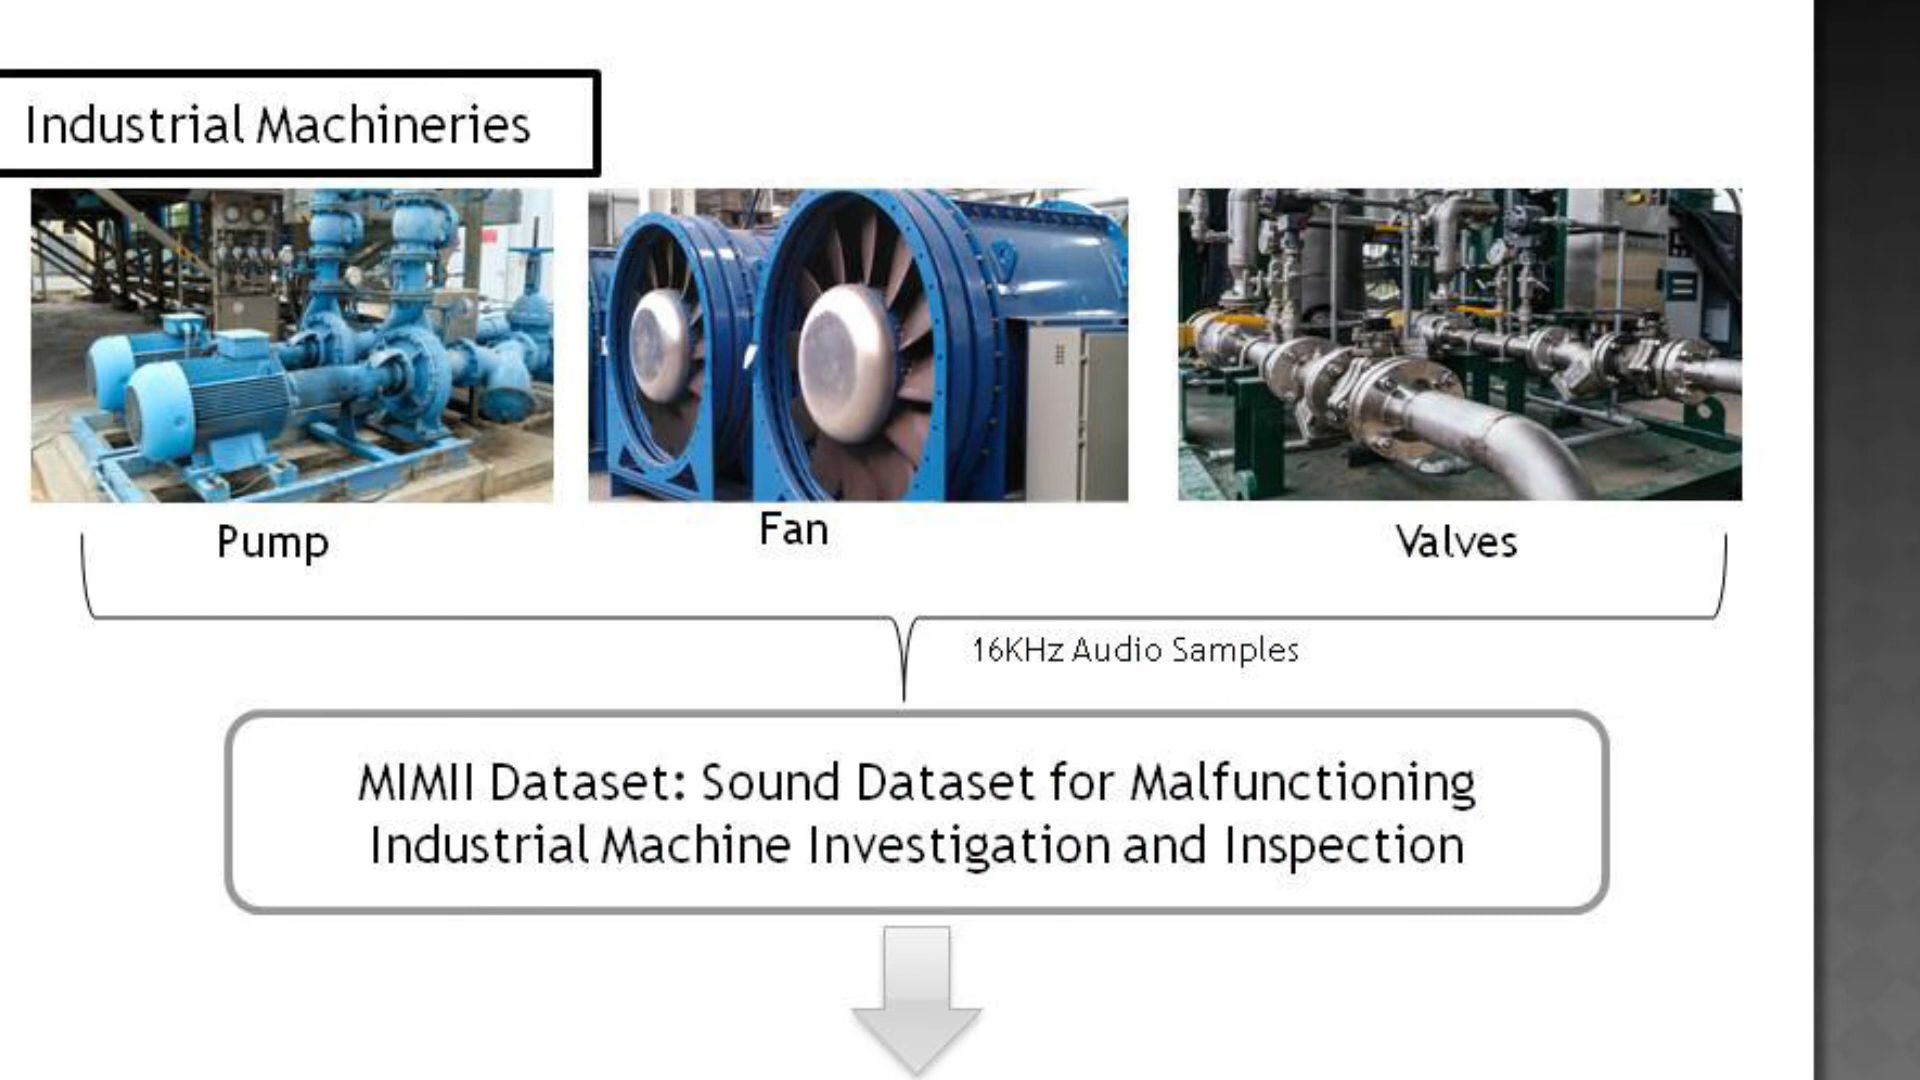 Industrial Machineries
Pump
Fan
Valves
16KHz Audio Samples
MIMII Dataset: Sound Dataset for Malfunctioning
Industrial Machine Investigation and Inspection